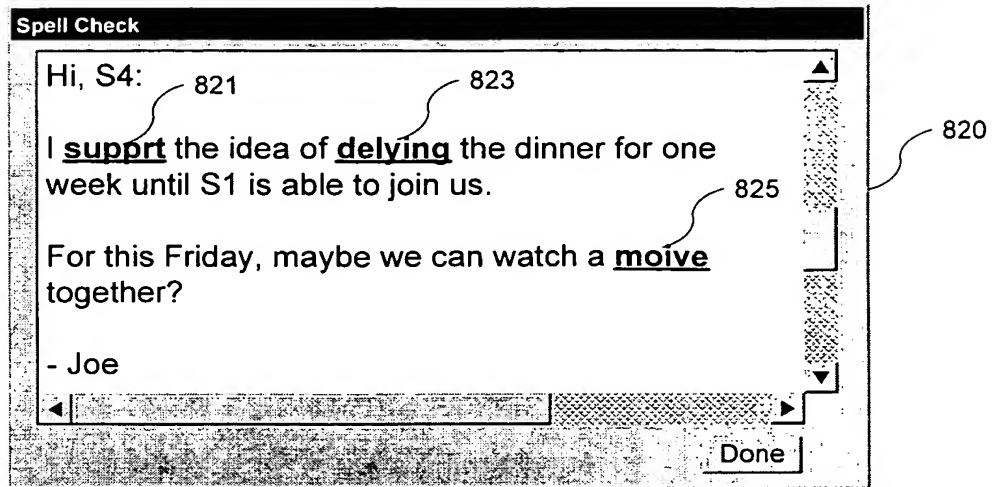 Spell Check
Hi, S4:
821
823
820
I supprt the idea of delying the dinner for one
week until S1 is able to join us.
825
For this Friday, maybe we can watch a moive
together?
- Joe
Done